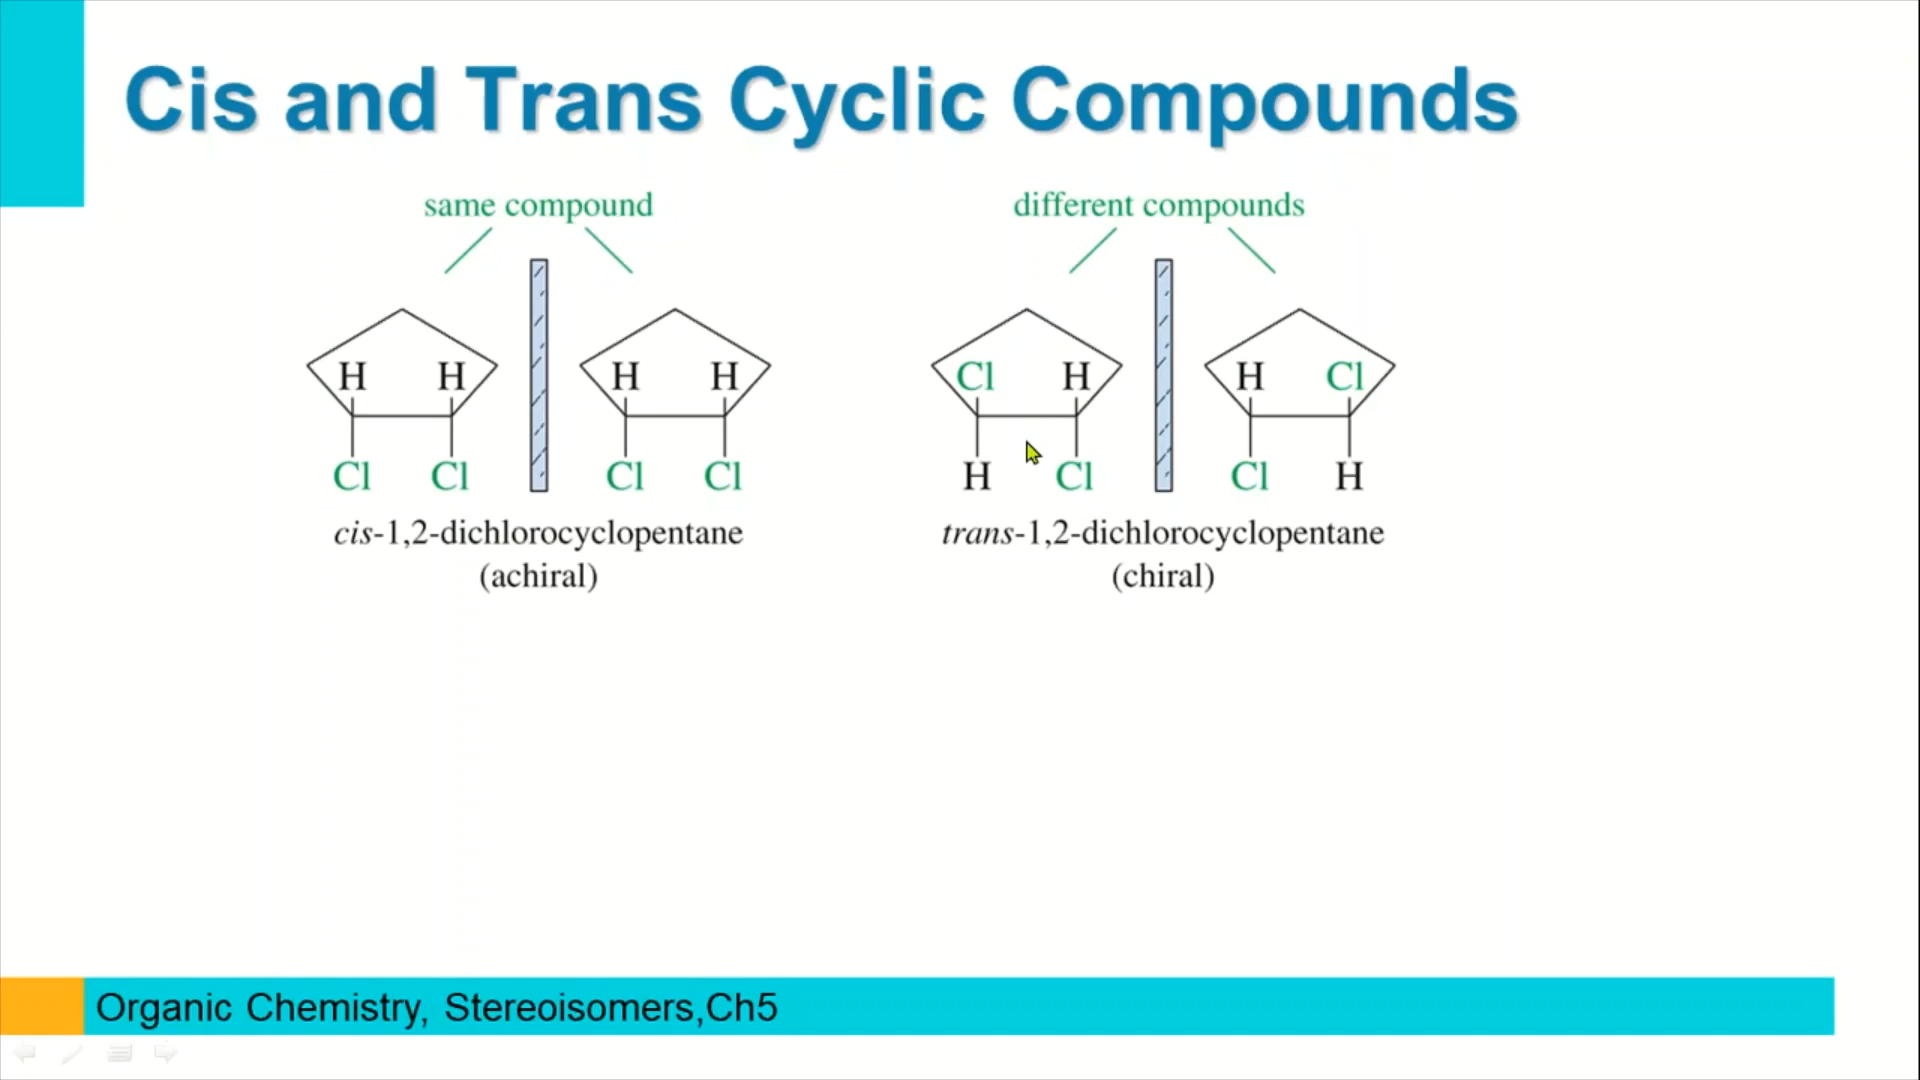 Cis and Trans Cyclic Compounds
same compound
different compounds
H H H H
Cl Cl Cl Cl
Cl H H Cl
H Cl Cl H
cis-1,2-dichlorocyclopentane
(achiral)
trans-1,2-dichlorocyclopentane
(chiral)
Organic Chemistry, Stereoisomers,Ch5